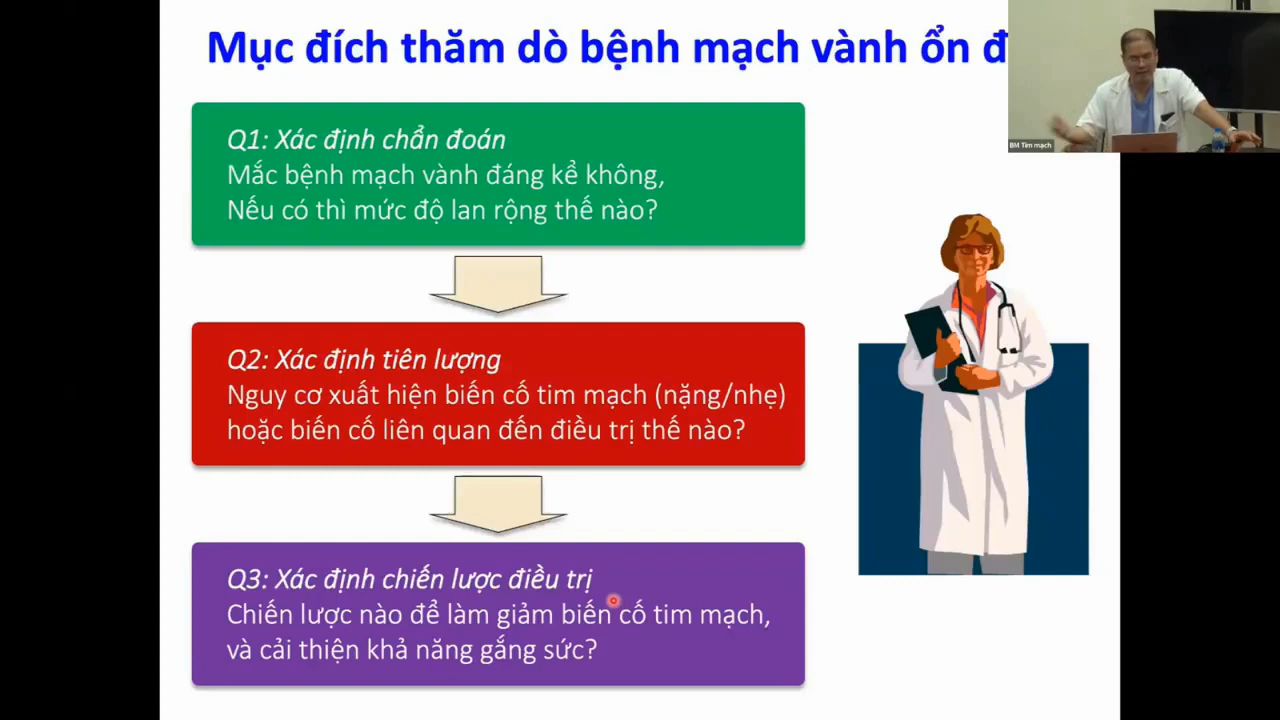 Mục đích thăm dò bệnh mạch vành ổn đ
BM Tim mạch
Q1: Xác định chẩn đoán
Mắc bệnh mạch vành đáng kể không,
Nếu có thì mức độ lan rộng thế nào?
Q2: Xác định tiên lượng
Nguy cơ xuất hiện biến cố tim mạch (nặng/nhẹ)
hoặc biến cố liên quan đến điều trị thế nào?
Q3: Xác định chiến lược điều trị
Chiến lược nào để làm giảm biến cố tim mạch,
và cải thiện khả năng gắng sức?